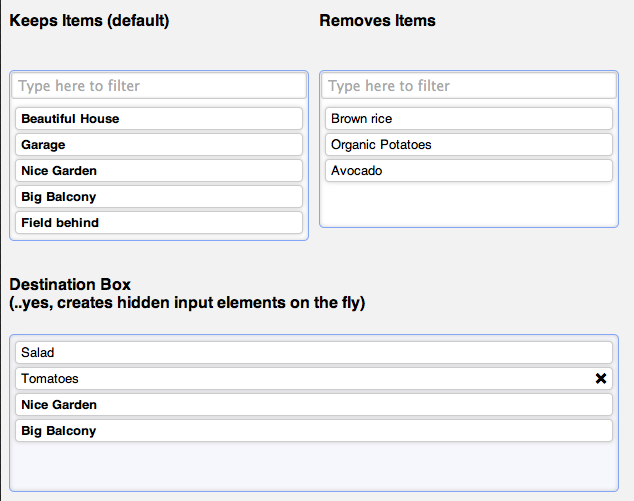 Keeps Items (default)
Removes Items
Type here to filter
Type here to filter
Beautiful House
Garage
Nice Garden
Big Balcony
Field behind
Brown rice
Organic Potatoes
Avocado
Destination Box
(..yes, creates hidden input elements on the fly)
Salad
Tomatoes
Nice Garden
Big Balcony